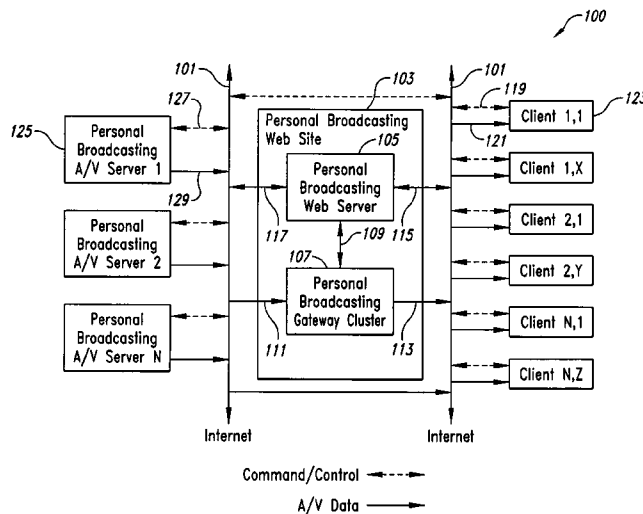 100
101
101
103
119
127
Personal Broadcasting
Web Site
123
125
Personal
Broadcasting
A/V Server 1
105
Client 1,1
121
Personal
Broadcasting
Web Server
Client 1,X
129
117
115
109
Personal
Broadcasting
A/V Server 2
Client 2,1
107
Personal
Broadcasting
Gateway Cluster
Client 2,Y
Personal
Broadcasting
A/V Server N
111
113
Client N,1
Client N,Z
Internet
Internet
Command/Control
A/V Data